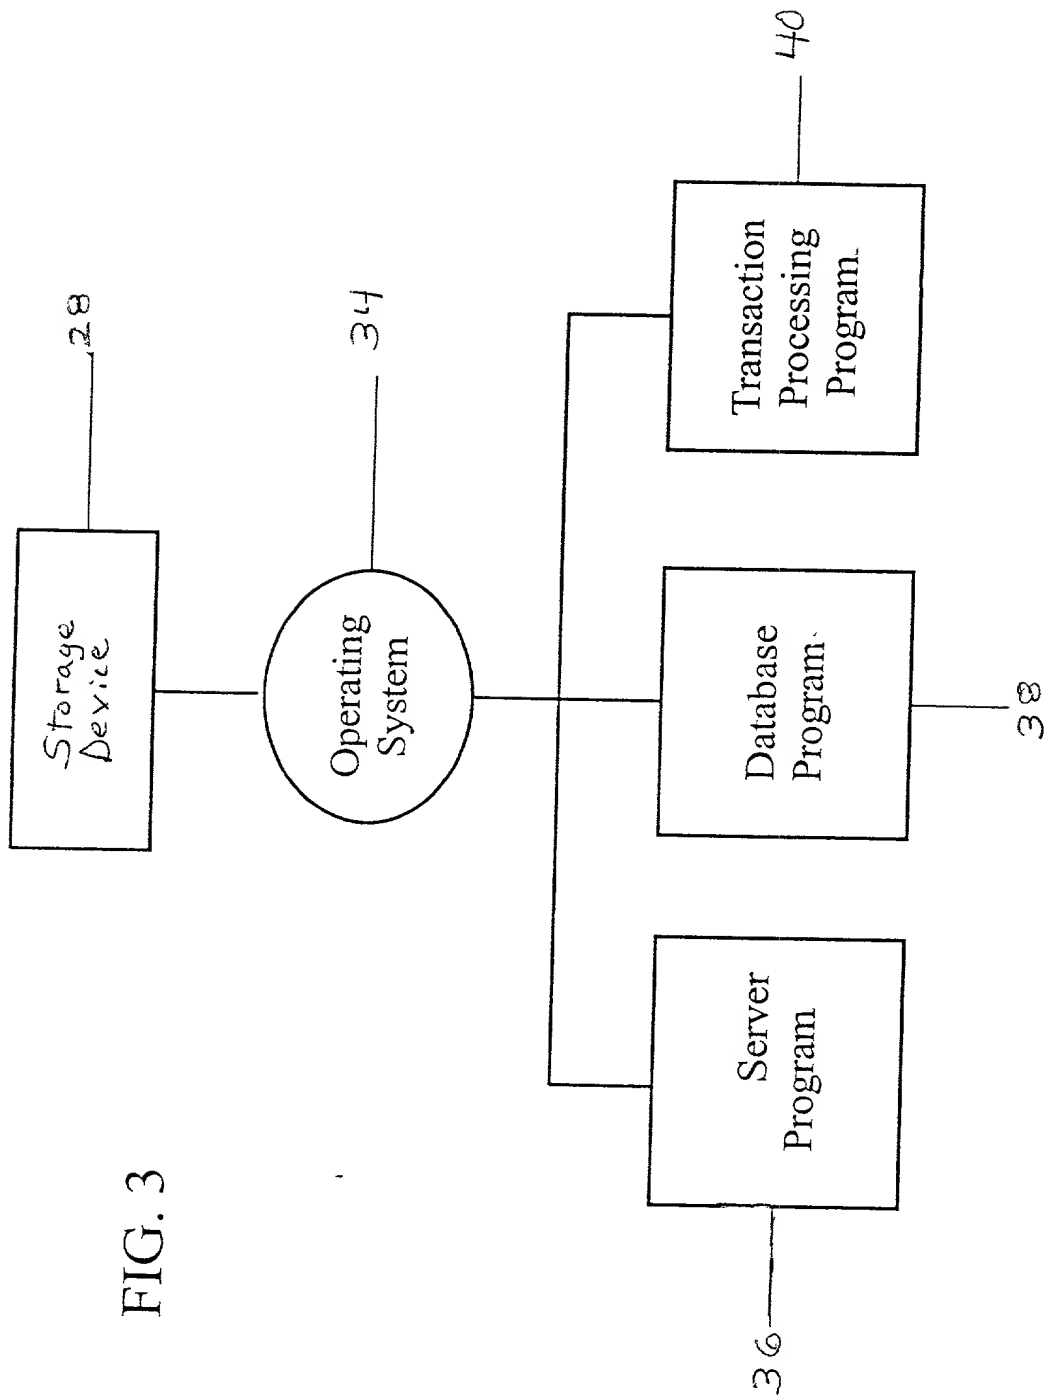 FIG. 3
Storage
Device
28
Operating
System
34
Server
Program
36
Database
Program
38
Transaction
Processing
Program
40